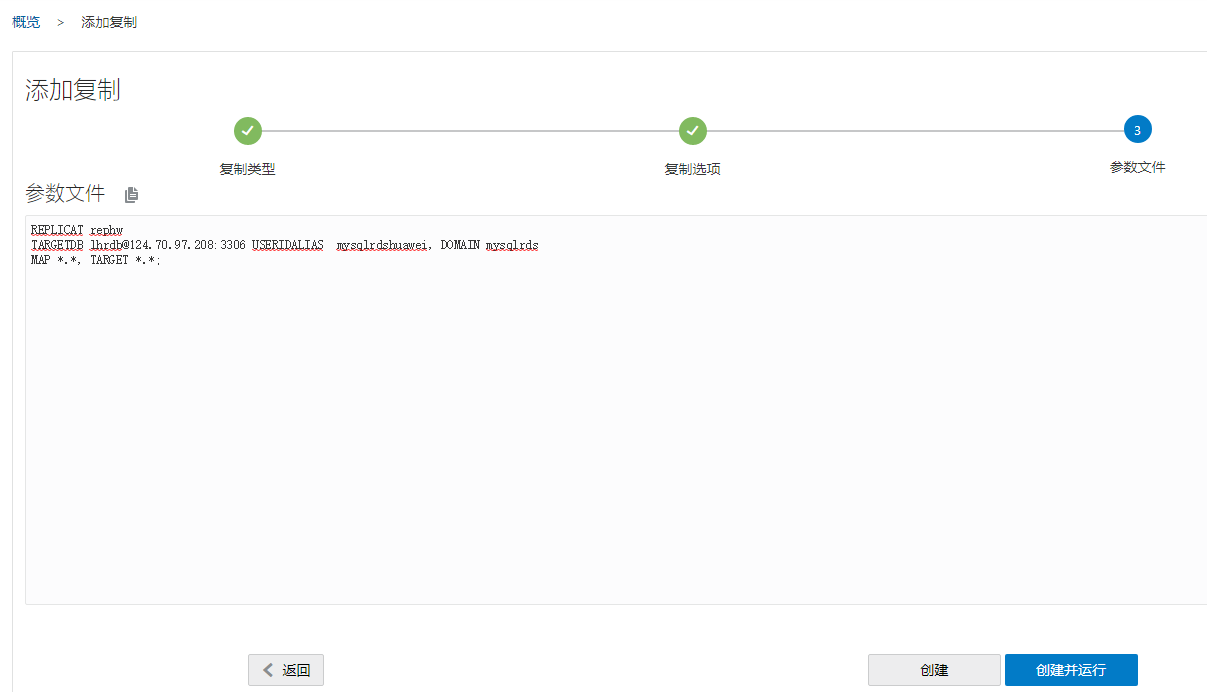 概览 > 添加复制
添加复制
3
复制类型 复制选项 参数文件
参数文件
REPLICAT rephw
TARGETDB lhrdb@124.70.97.208:3306 USERIDALIAS  mysqlrdshuawei, DOMAIN mysqlrds
MAP *.*, TARGET *.*;
返回 创建 创建并运行